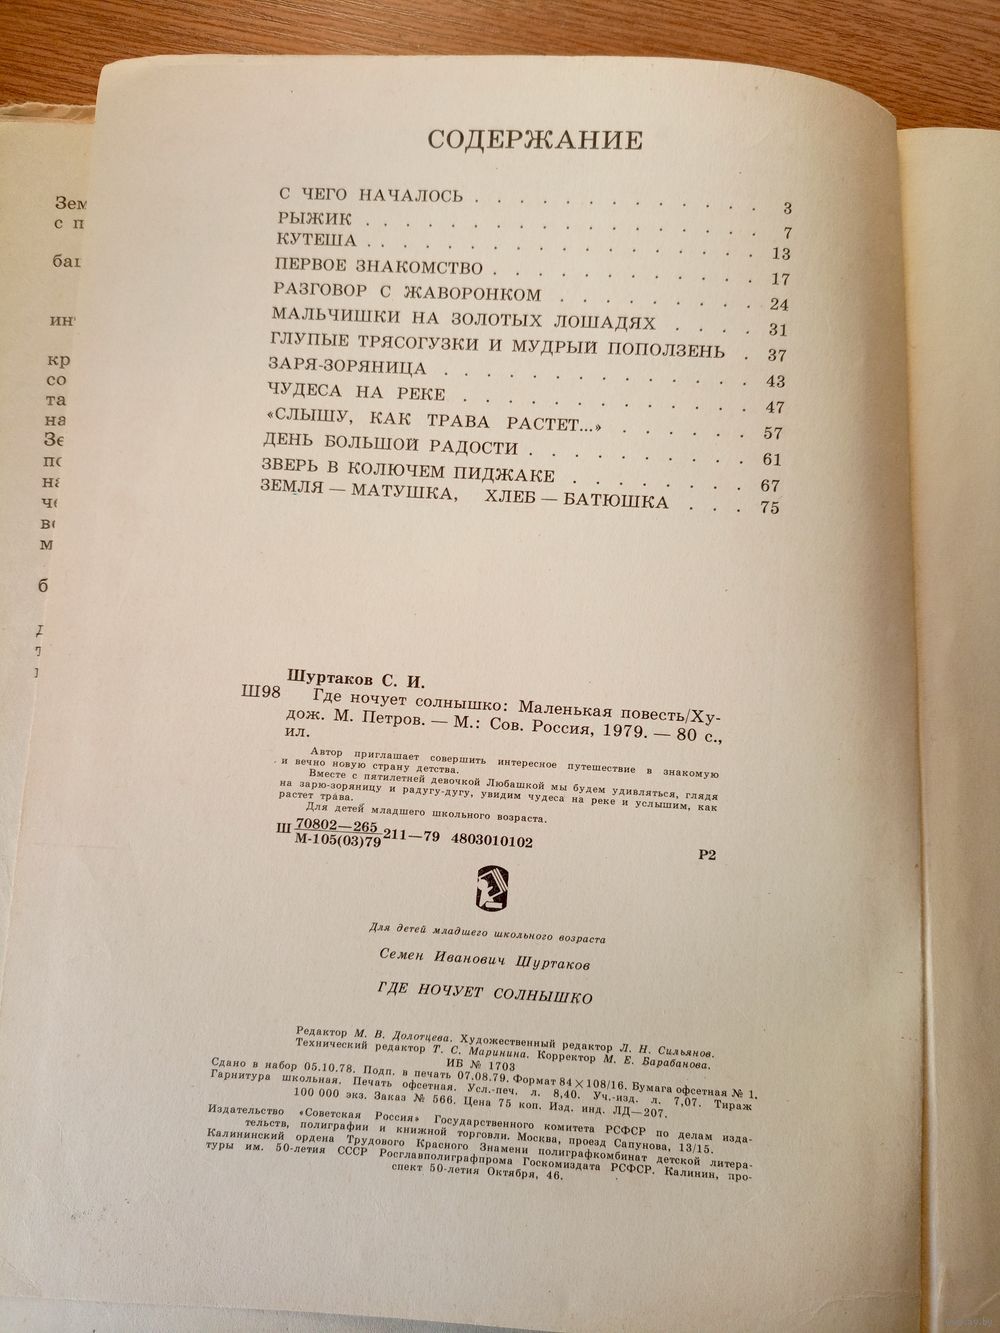 СОДЕРЖАНИЕ
С ЧЕГО НАЧАЛОСЬ . . . . . . . . . . . . . 3
РЫЖИК . . . . . . . . . . . . . . . . . 7
КУТЕША . . . . . . . . . . . . . . . . . 13
ПЕРВОЕ ЗНАКОМСТВО . . . . . . . . . . . . 17
РАЗГОВОР С ЖАВОРОНКОМ . . . . . . . . . 24
МАЛЬЧИШКИ НА ЗОЛОТЫХ ЛОШАДЯХ . . . . 31
ГЛУПЫЕ ТРЯСОГУЗКИ И МУДРЫЙ ПОПОЛЗЕНЬ . 37
ЗАРЯ-ЗОРЯНИЦА . . . . . . . . . . . . . . 43
ЧУДЕСА НА РЕКЕ . . . . . . . . . . . . . 47
«СЛЫШУ, КАК ТРАВА РАСТЕТ...» . . . . . . 57
ДЕНЬ БОЛЬШОЙ РАДОСТИ . . . . . . . . . . 61
ЗВЕРЬ В КОЛЮЧЕМ ПИДЖАКЕ . . . . . . . . 67
ЗЕМЛЯ — МАТУШКА, ХЛЕБ — БАТЮШКА . . . 75
Шуртаков С. И.
Ш98 Где ночует солнышко: Маленькая повесть/Ху-
дож. М. Петров. — М.: Сов. Россия, 1979. — 80 с.,
ил.
Автор приглашает совершить интересное путешествие в знакомую
и вечно новую страну детства.
Вместе с пятилетней девочкой Любашкой мы будем удивляться, глядя
на зарю-зоряницу и радугу-дугу, увидим чудеса на реке и услышим, как
растет трава.
Для детей младшего школьного возраста.
Ш 70802—265 211—79 4803010102
М-105(03)79
Р2
Для детей младшего школьного возраста
Семен Иванович Шуртаков
ГДЕ НОЧУЕТ СОЛНЫШКО
Редактор М. В. Долотцева. Художественный редактор Л. Н. Сильянов.
Технический редактор Т. С. Маринина. Корректор М. Е. Барабанова.
ИБ № 1703
Сдано в набор 05.10.78. Подп. в печать 07.08.79. Формат 84×108/16. Бумага офсетная № 1.
Гарнитура школьная. Печать офсетная. Усл.-печ. л. 8,40. Уч.-изд. л. 7,07. Тираж
100 000 экз. Заказ № 566. Цена 75 коп. Изд. инд. ЛД—207.
Издательство «Советская Россия» Государственного комитета РСФСР по делам изда-
тельств, полиграфии и книжной торговли. Москва, проезд Сапунова, 13/15.
Калининский ордена Трудового Красного Знамени полиграфкомбинат детской литера-
туры им. 50-летия СССР Росглавполиграфпрома Госкомиздата РСФСР. Калинин, про-
спект 50-летия Октября, 46.